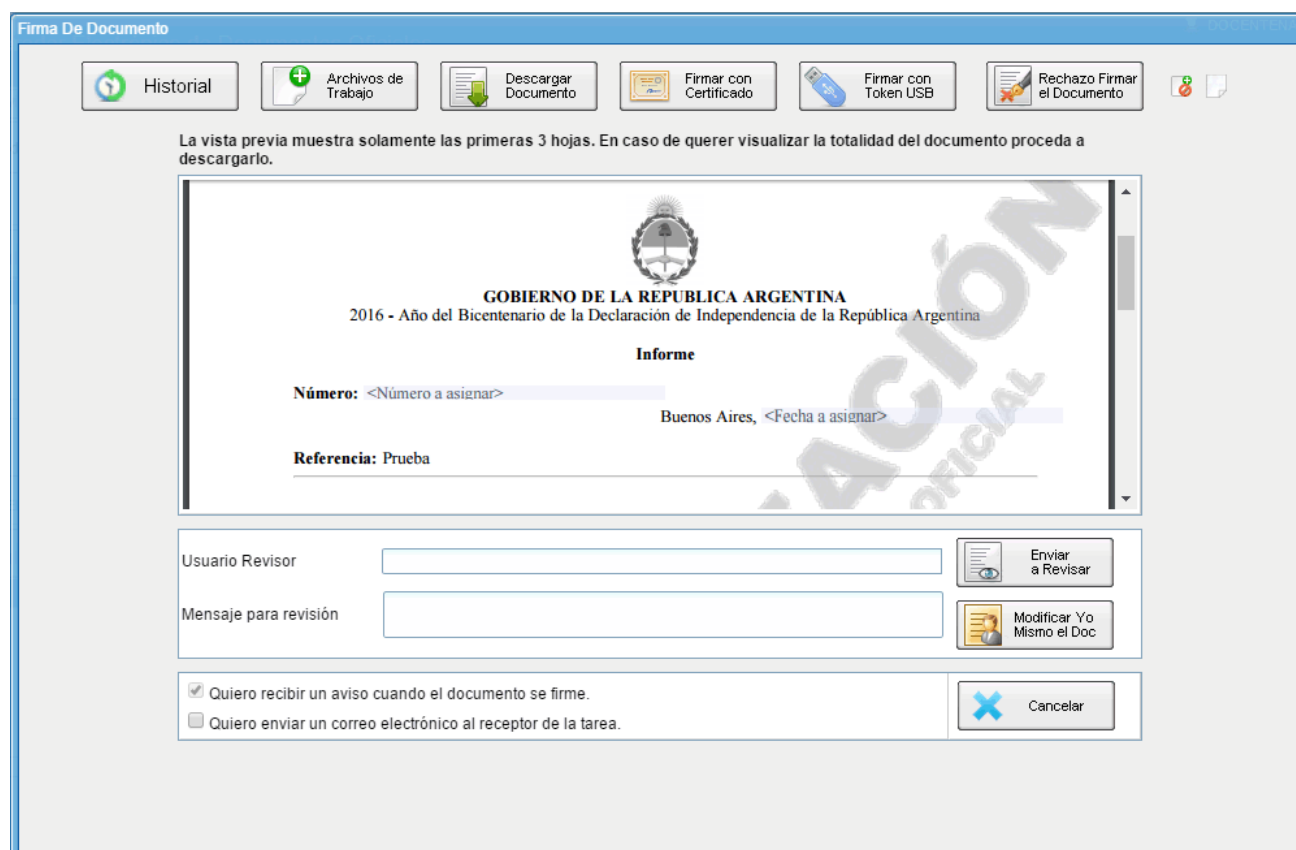 Firma De Documento
Historial
Archivos de
Trabajo
Descargar
Documento
Firmar con
Certificado
Firmar con
Token USB
Rechazo Firmar
el Documento
La vista previa muestra solamente las primeras 3 hojas. En caso de querer visualizar la totalidad del documento proceda a
descargarlo.
GOBIERNO DE LA REPUBLICA ARGENTINA
2016 - Año del Bicentenario de la Declaración de Independencia de la República Argentina
Informe
Número: <Número a asignar>
Buenos Aires, <Fecha a asignar>
Referencia: Prueba
TACIÓN
OFICIAL
Usuario Revisor
Enviar
a Revisar
Mensaje para revisión
Modificar Yo
Mismo el Doc
Quiero recibir un aviso cuando el documento se firme.
Quiero enviar un correo electrónico al receptor de la tarea.
Cancelar